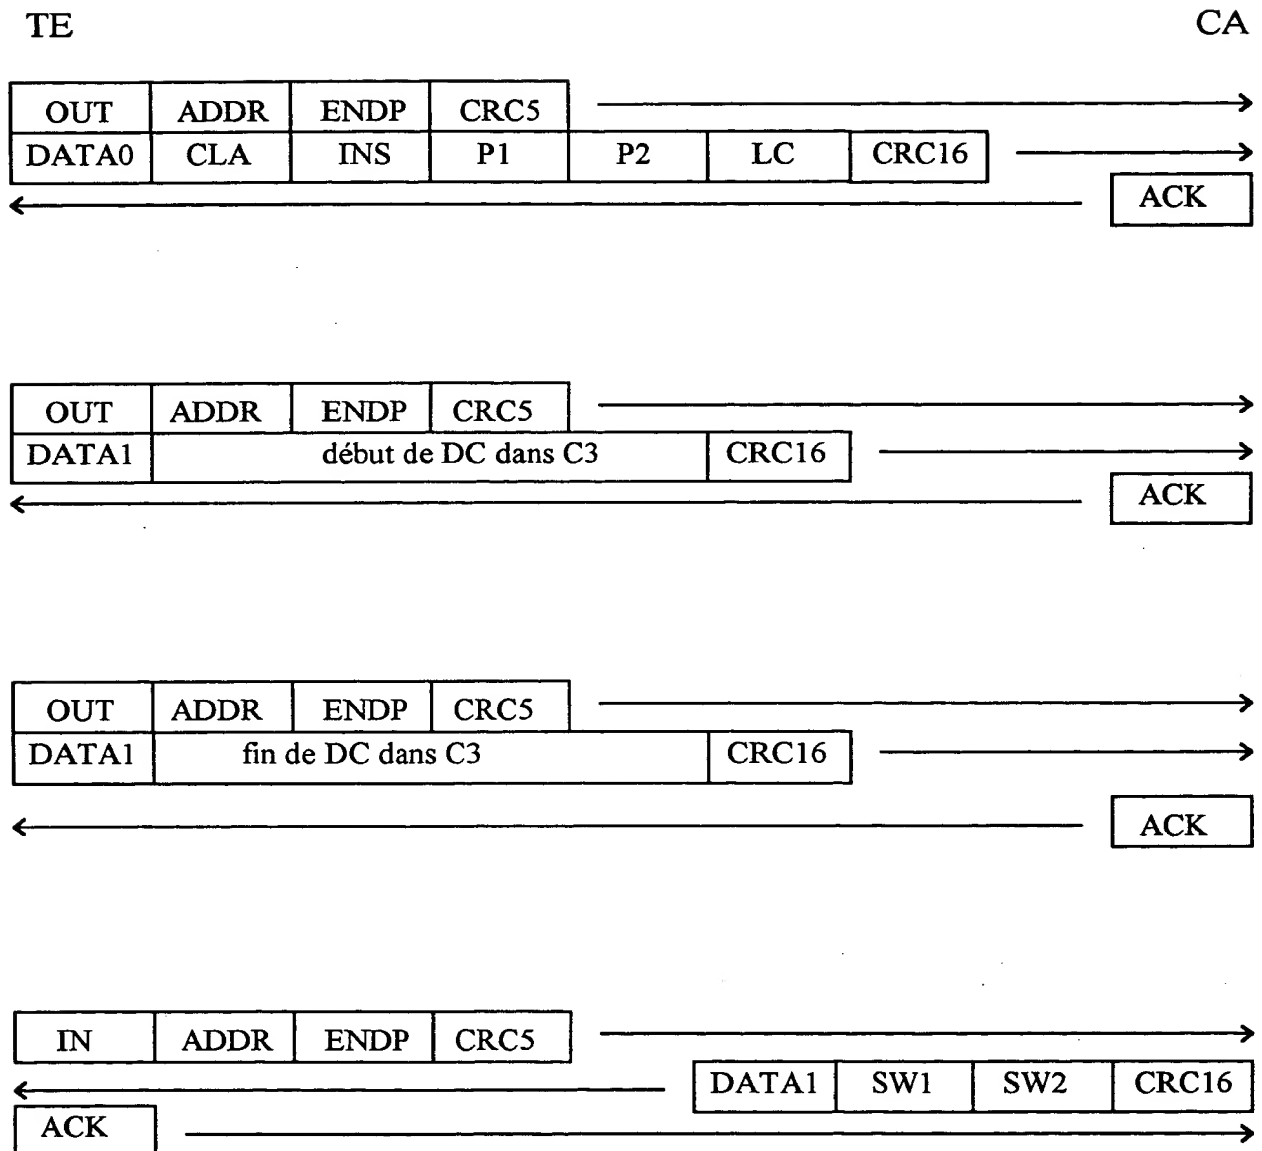 TE CA
OUT ADDR ENDP CRC5
DATA0 CLA INS P1 P2 LC CRC16
ACK
OUT ADDR ENDP CRC5
DATA1 début de DC dans C3 CRC16
ACK
OUT ADDR ENDP CRC5
DATA1 fin de DC dans C3 CRC16
ACK
IN ADDR ENDP CRC5
DATA1 SW1 SW2 CRC16
ACK